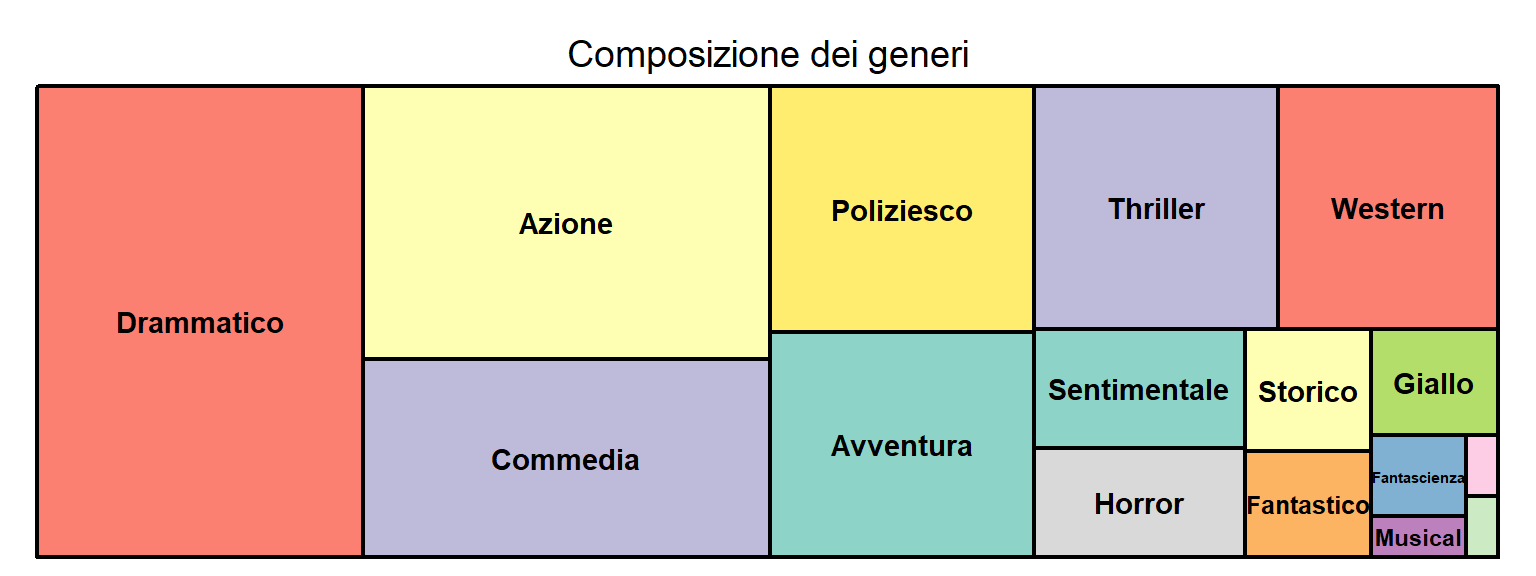 Composizione dei generi
Drammatico
Azione
Commedia
Poliziesco
Avventura
Thriller
Western
Sentimentale
Horror
Storico
Fantastico
Giallo
Fantascienza
Musical